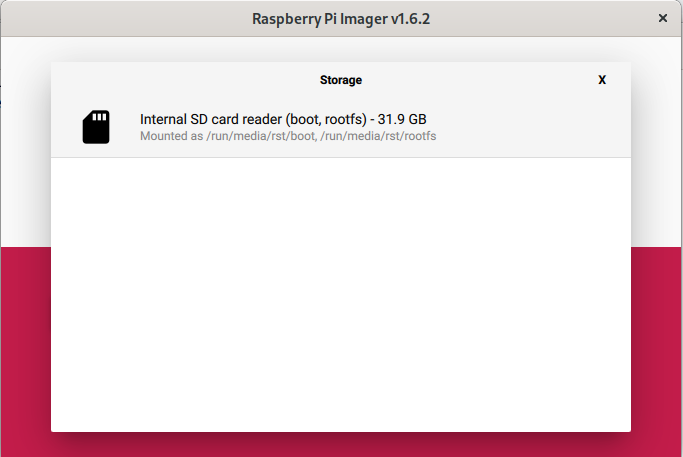 Raspberry Pi Imager v1.6.2 ×
Storage X
Internal SD card reader (boot, rootfs) - 31.9 GB
Mounted as /run/media/rst/boot, /run/media/rst/rootfs